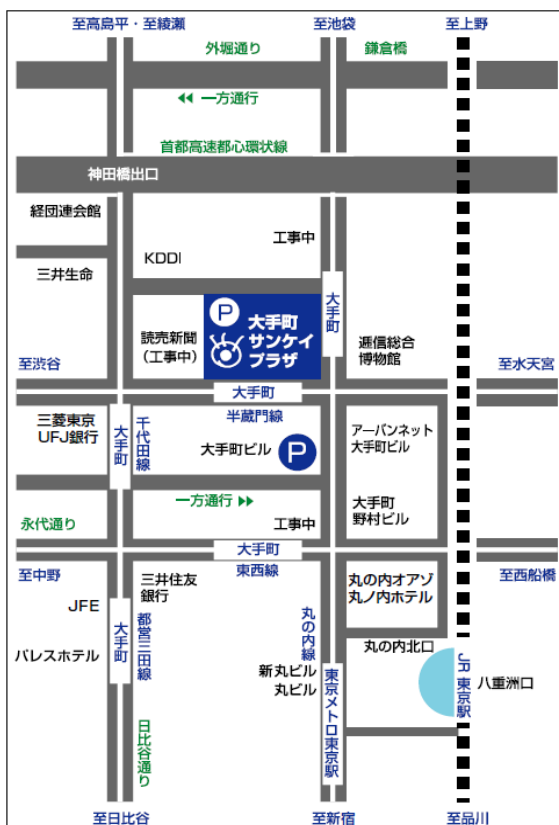 至高島平・至綾瀬
至池袋
至上野
外堀通り
鎌倉橋
一方通行
首都高速都心環状線
神田橋出口
経団連会館
工事中
KDDI
三井生命
大手町
P
大手町
サンケイ
プラザ
読売新聞
（工事中）
逓信総合
博物館
至渋谷
至水天宮
大手町
半蔵門線
三菱東京
UFJ銀行
大手町
千代田線
大手町ビル
P
アーバンネット
大手町ビル
一方通行
大手町
野村ビル
永代通り
工事中
大手町
東西線
至中野
至西船橋
三井住友
銀行
丸の内オアゾ
丸ノ内ホテル
JFE
大手町
都営三田線
丸の内線
丸の内北口
パレスホテル
新丸ビル
丸ビル
東京メトロ東京駅
JR 東京駅
八重洲口
日比谷通り
至日比谷
至新宿
至品川